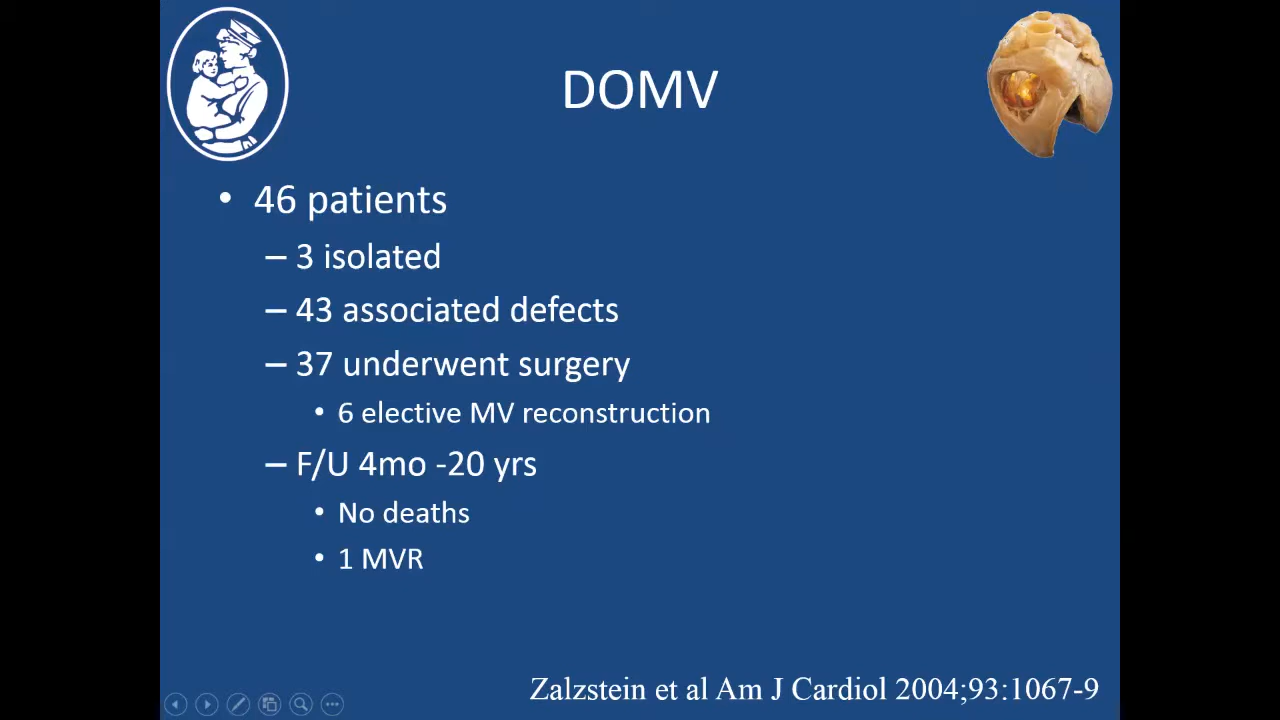 DOMV
• 46 patients
– 3 isolated
– 43 associated defects
– 37 underwent surgery
• 6 elective MV reconstruction
– F/U 4mo -20 yrs
• No deaths
• 1 MVR
Zalzstein et al Am J Cardiol 2004;93:1067-9